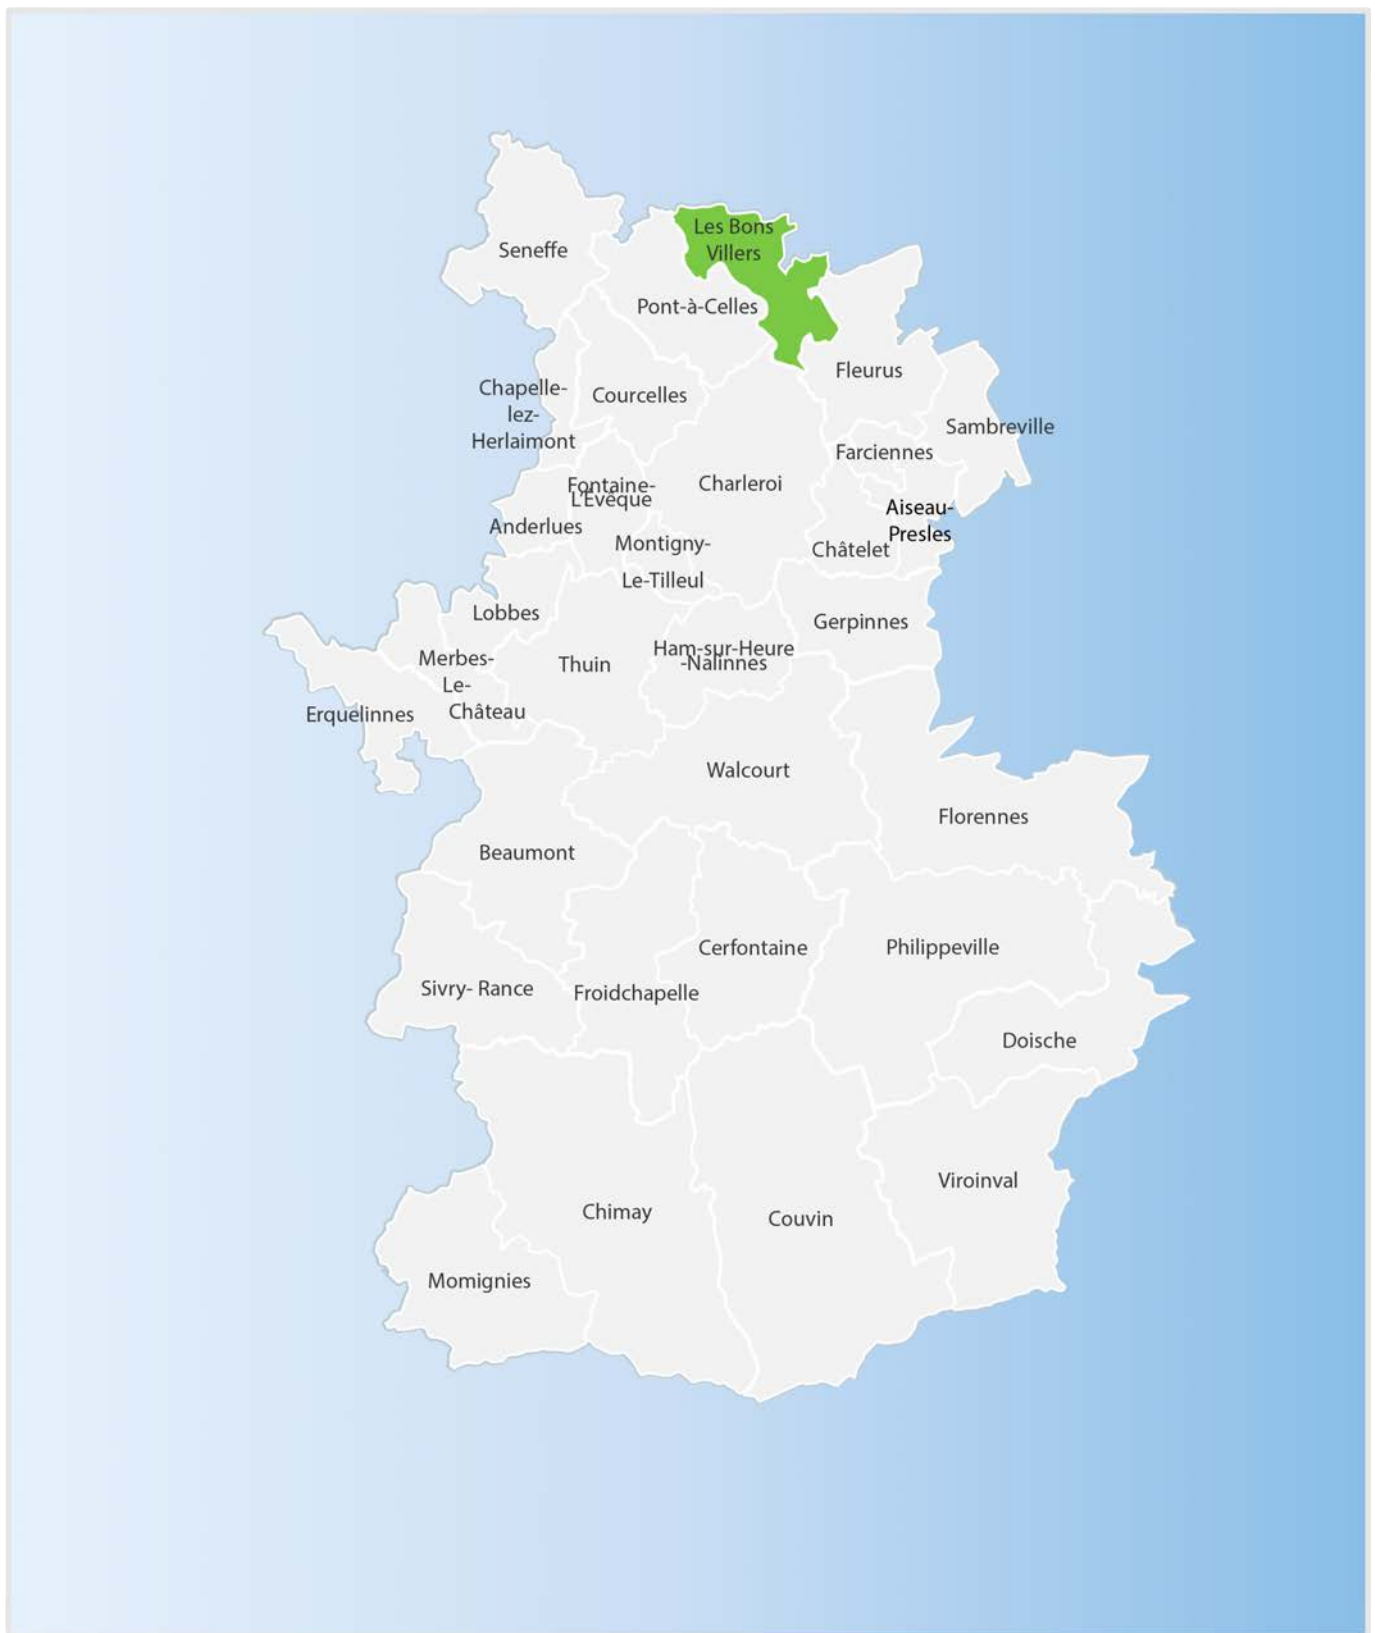 Les Bons
Villers
Seneffe
Pont-à-Celles
Fleurus
Chapelle-
lez-
Herlaimont
Courcelles
Sambreville
Farciennes
Charleroi
Fontaine-
L'Evêque
Anderlues
Aiseau-
Presles
Montigny-
Le-Tilleul
Châtelet
Lobbes
Gerpinnes
Ham-sur-Heure
-Nalinnes
Thuin
Merbes-
Le-
Château
Erquelinnes
Walcourt
Florennes
Beaumont
Cerfontaine
Philippeville
Sivry- Rance
Froidchapelle
Doische
Viroinval
Chimay
Couvin
Momignies